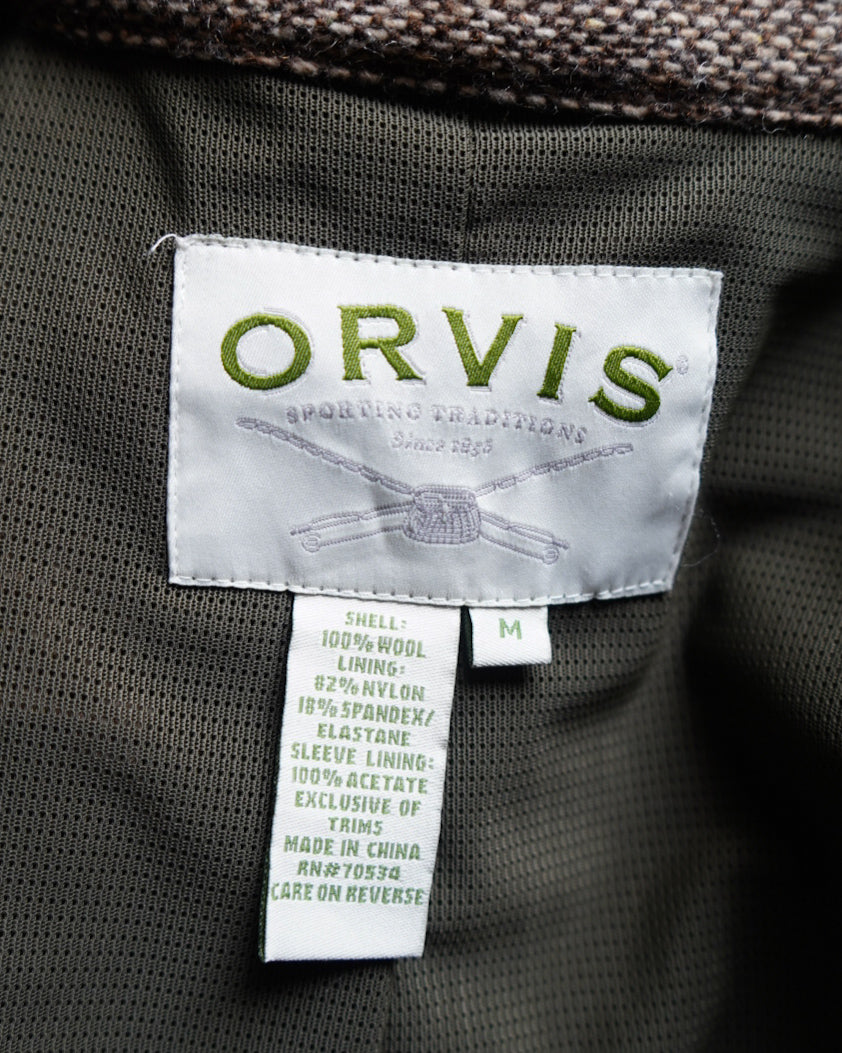 ORVIS®
SPORTING TRADITIONS
Since 1856
M
SHELL:
100% WOOL
LINING:
82% NYLON
18% SPANDEX/
ELASTANE
SLEEVE LINING:
100% ACETATE
EXCLUSIVE OF
TRIMS
MADE IN CHINA
RN#70534
CARE ON REVERSE